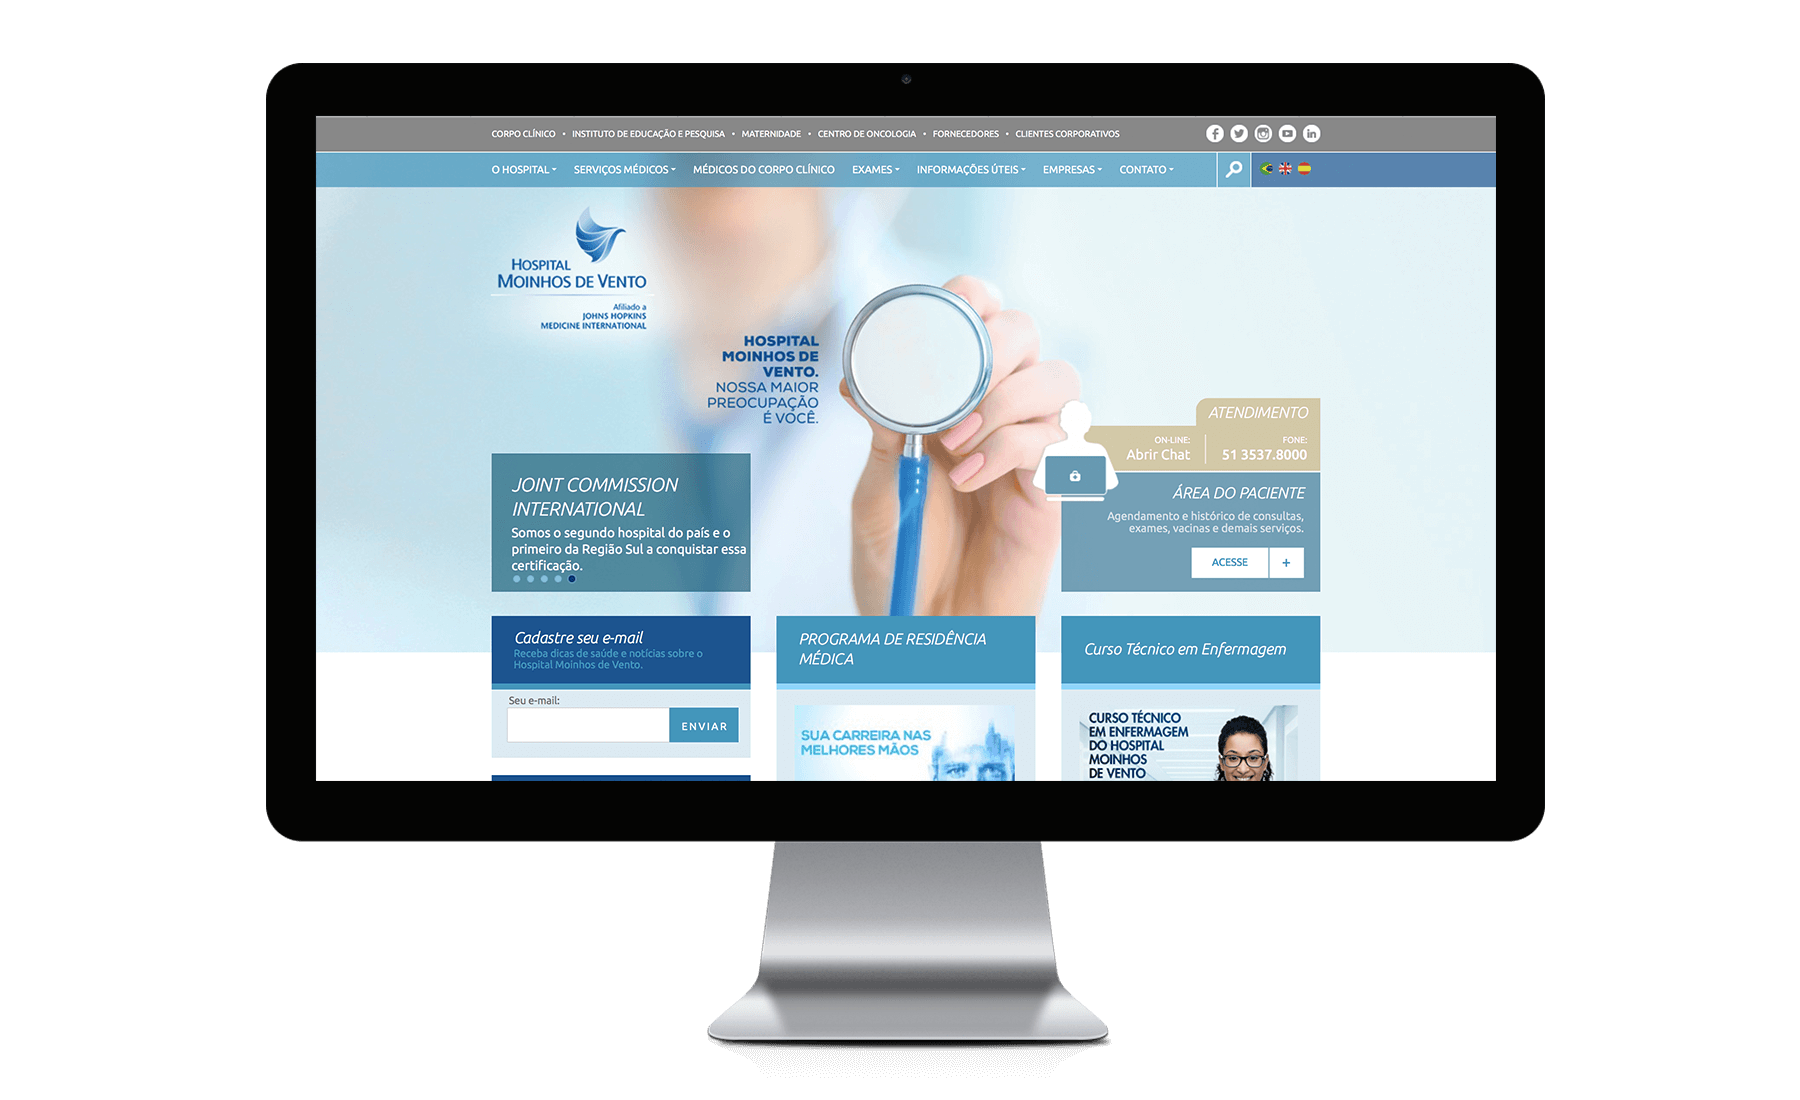 CORPO CLÍNICO • INSTITUTO DE EDUCAÇÃO E PESQUISA • MATERNIDADE • CENTRO DE ONCOLOGIA • FORNECEDORES • CLIENTES CORPORATIVOS
O HOSPITAL SERVIÇOS MÉDICOS MÉDICOS DO CORPO CLÍNICO EXAMES INFORMAÇÕES ÚTEIS EMPRESAS CONTATO
HOSPITAL
MOINHOS DE VENTO
Afiliado a
JOHNS HOPKINS
MEDICINE INTERNATIONAL
HOSPITAL
MOINHOS DE
VENTO.
NOSSA MAIOR
PREOCUPAÇÃO
É VOCÊ.
JOINT COMMISSION
INTERNATIONAL
Somos o segundo hospital do país e o
primeiro da Região Sul a conquistar essa
certificação.
ATENDIMENTO
ON-LINE:
Abrir Chat
FONE:
51 3537.8000
ÁREA DO PACIENTE
Agendamento e histórico de consultas,
exames, vacinas e demais serviços.
ACESSE +
Cadastre seu e-mail
Receba dicas de saúde e notícias sobre o
Hospital Moinhos de Vento.
Seu e-mail:
ENVIAR
PROGRAMA DE RESIDÊNCIA
MÉDICA
SUA CARREIRA NAS
MELHORES MÃOS
Curso Técnico em Enfermagem
CURSO TÉCNICO
EM ENFERMAGEM
DO HOSPITAL
MOINHOS
DE VENTO